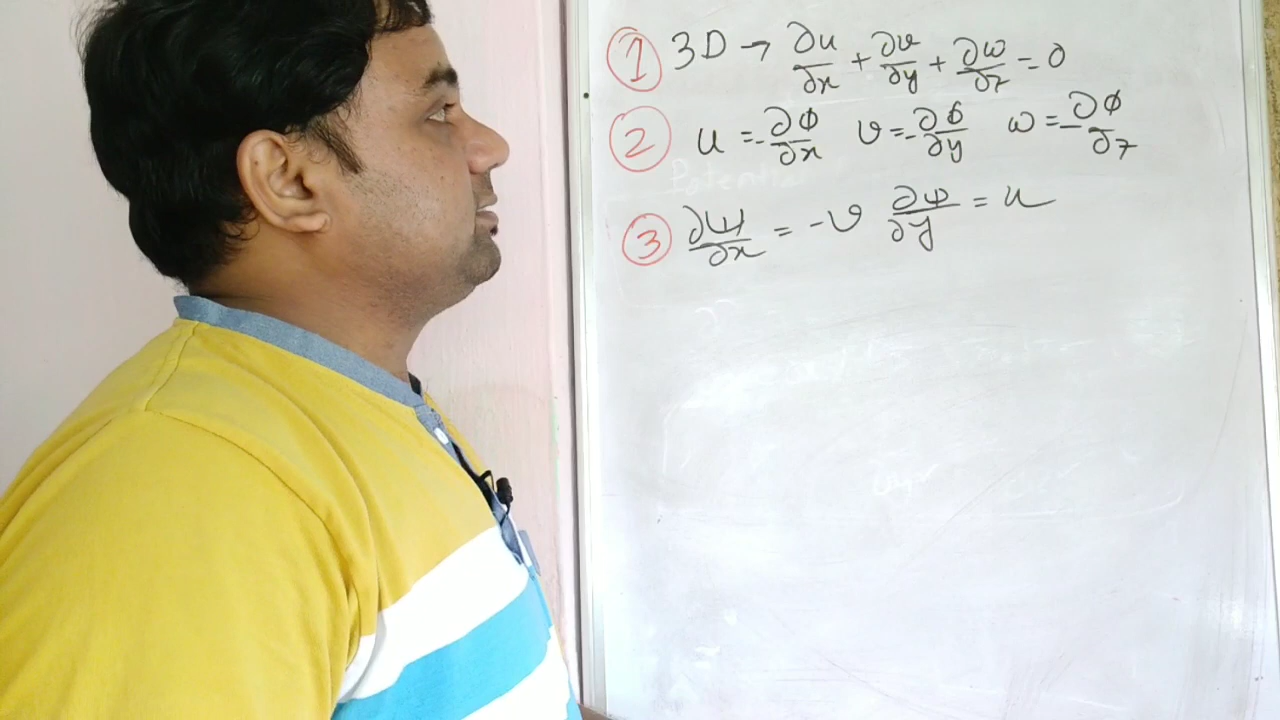 ① 3D → ∂u/∂x + ∂v/∂y + ∂w/∂z = 0
② u = -∂ϕ/∂x v = -∂ϕ/∂y w = -∂ϕ/∂z
Potential
③ ∂ψ/∂x = -v ∂ψ/∂y = u